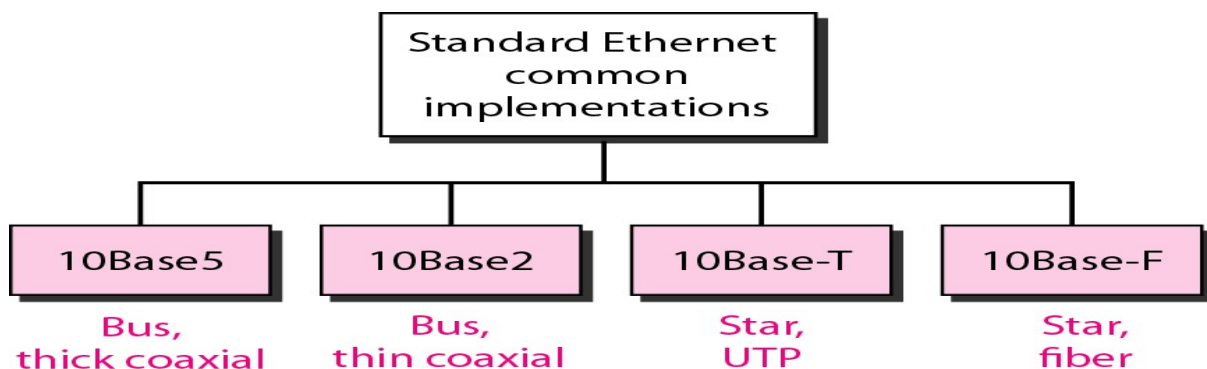 Standard Ethernet
common
implementations
10Base5
10Base2
10Base-T
10Base-F
Bus,
thick coaxial
Bus,
thin coaxial
Star,
UTP
Star,
fiber